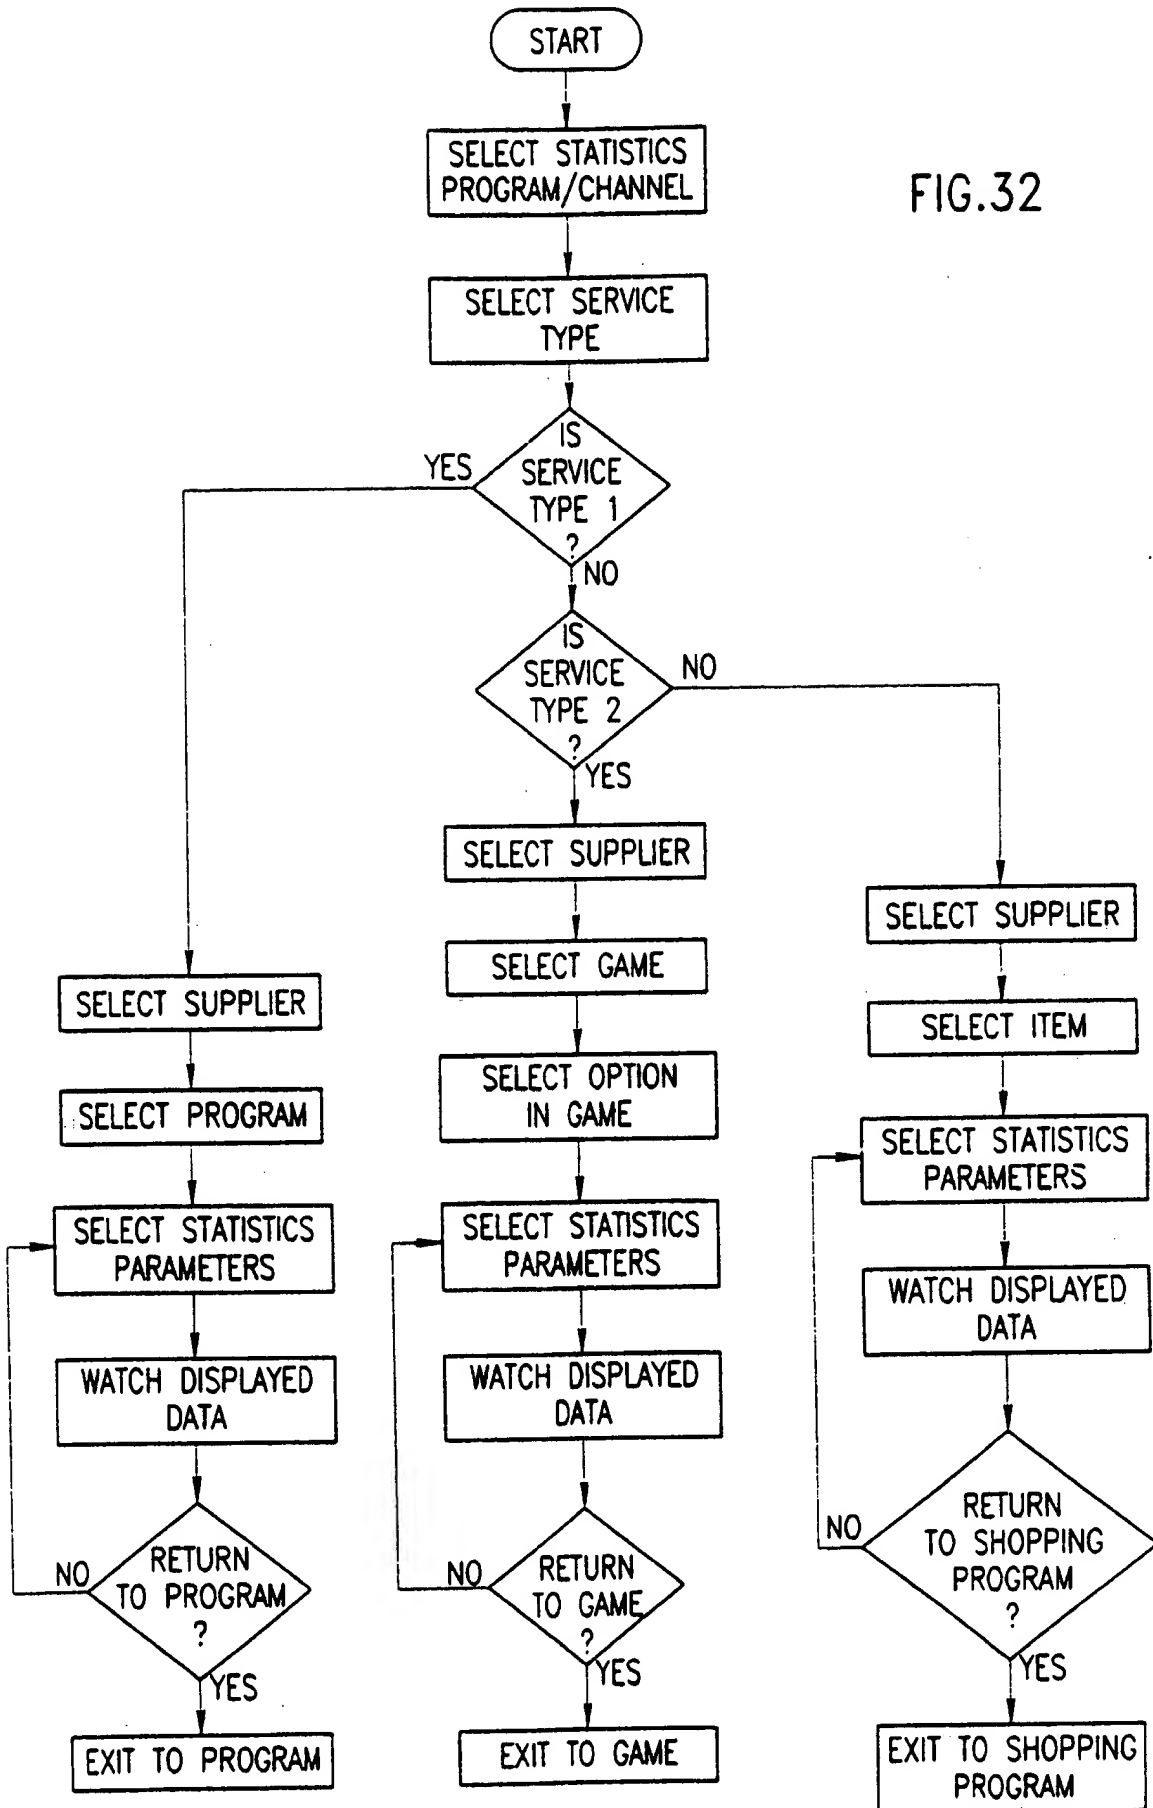 START
SELECT STATISTICS
PROGRAM/CHANNEL
FIG.32
SELECT SERVICE
TYPE
IS
SERVICE
TYPE 1
?
YES
NO
IS
SERVICE
TYPE 2
?
NO
YES
SELECT SUPPLIER
SELECT GAME
SELECT OPTION
IN GAME
SELECT STATISTICS
PARAMETERS
WATCH DISPLAYED
DATA
RETURN
TO GAME
?
NO
YES
EXIT TO GAME
SELECT SUPPLIER
SELECT PROGRAM
SELECT STATISTICS
PARAMETERS
WATCH DISPLAYED
DATA
RETURN
TO PROGRAM
?
NO
YES
EXIT TO PROGRAM
SELECT SUPPLIER
SELECT ITEM
SELECT STATISTICS
PARAMETERS
WATCH DISPLAYED
DATA
RETURN
TO SHOPPING
PROGRAM
?
NO
YES
EXIT TO SHOPPING
PROGRAM